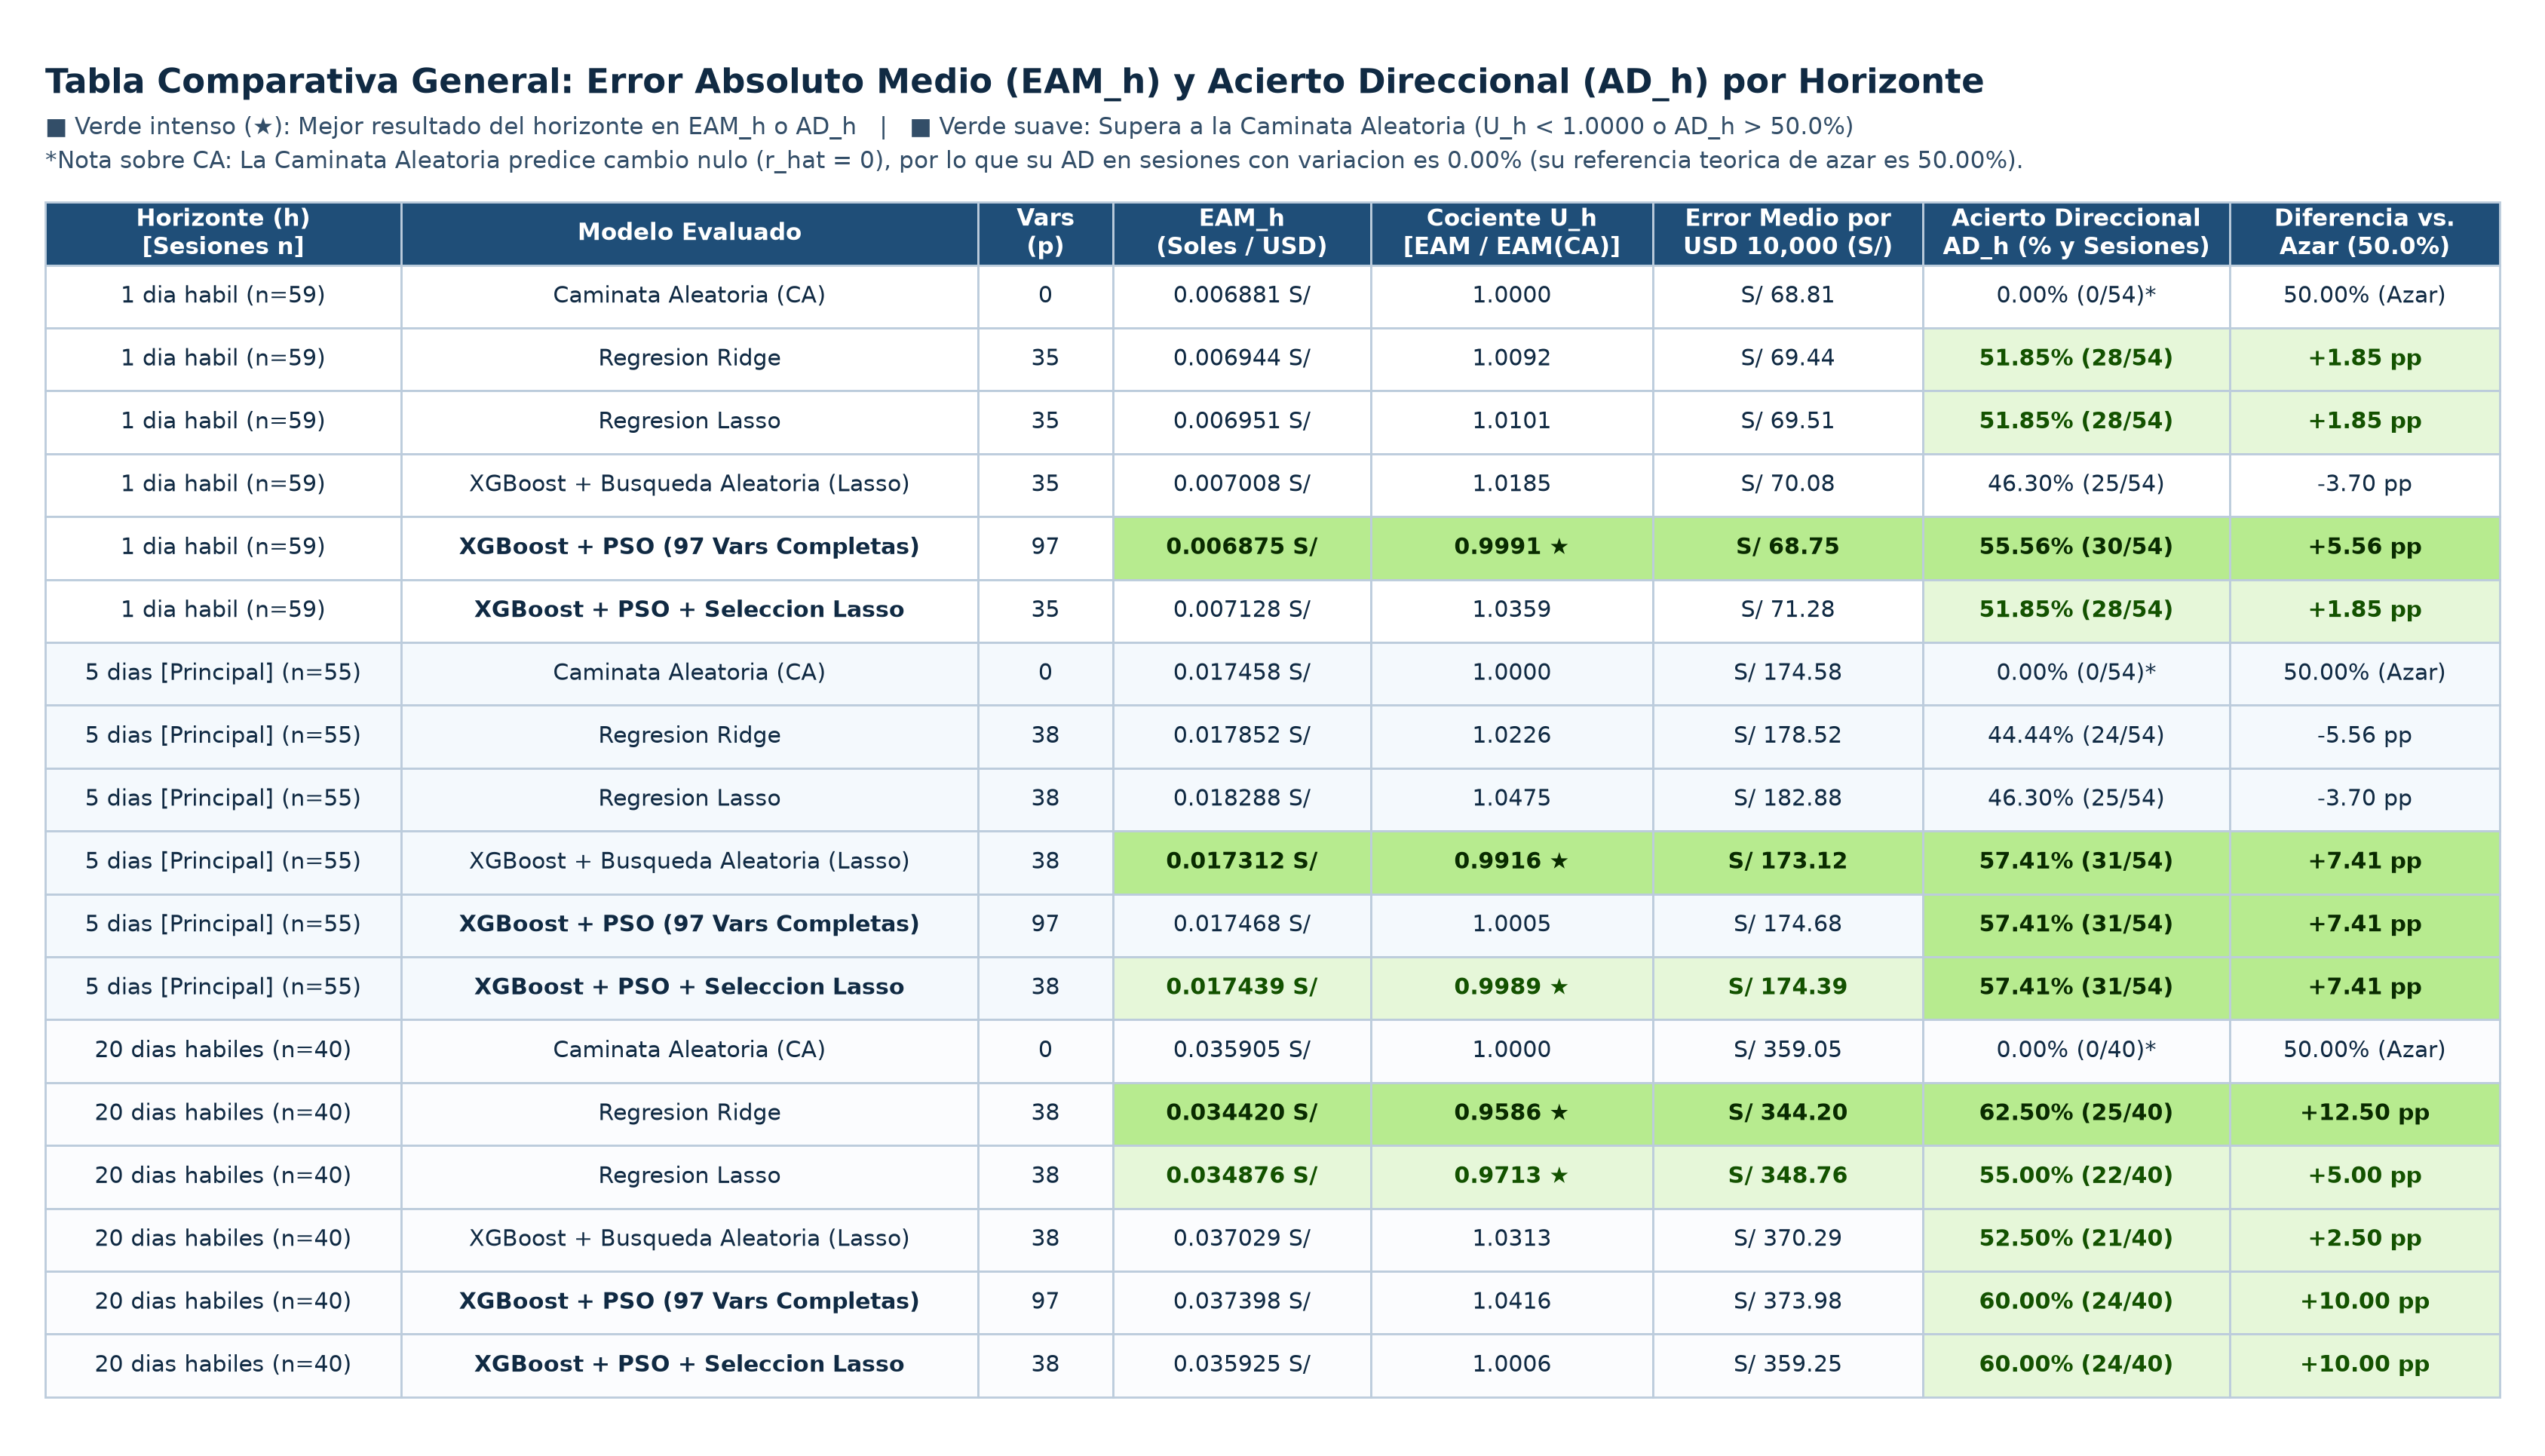 Tabla Comparativa General: Error Absoluto Medio (EAM_h) y Acierto Direccional (AD_h) por Horizonte
■ Verde intenso (★): Mejor resultado del horizonte en EAM_h o AD_h | ■ Verde suave: Supera a la Caminata Aleatoria (U_h < 1.0000 o AD_h > 50.0%)
*Nota sobre CA: La Caminata Aleatoria predice cambio nulo (r_hat = 0), por lo que su AD en sesiones con variacion es 0.00% (su referencia teorica de azar es 50.00%).
Horizonte (h) [Sesiones n] Modelo Evaluado Vars (p) EAM_h (Soles / USD) Cociente U_h [EAM / EAM(CA)] Error Medio por USD 10,000 (S/) Acierto Direccional AD_h (% y Sesiones) Diferencia vs. Azar (50.0%)
1 dia habil (n=59) Caminata Aleatoria (CA) 0 0.006881 S/ 1.0000 S/ 68.81 0.00% (0/54)* 50.00% (Azar)
1 dia habil (n=59) Regresion Ridge 35 0.006944 S/ 1.0092 S/ 69.44 51.85% (28/54) +1.85 pp
1 dia habil (n=59) Regresion Lasso 35 0.006951 S/ 1.0101 S/ 69.51 51.85% (28/54) +1.85 pp
1 dia habil (n=59) XGBoost + Busqueda Aleatoria (Lasso) 35 0.007008 S/ 1.0185 S/ 70.08 46.30% (25/54) -3.70 pp
1 dia habil (n=59) XGBoost + PSO (97 Vars Completas) 97 0.006875 S/ 0.9991 ★ S/ 68.75 55.56% (30/54) +5.56 pp
1 dia habil (n=59) XGBoost + PSO + Seleccion Lasso 35 0.007128 S/ 1.0359 S/ 71.28 51.85% (28/54) +1.85 pp
5 dias [Principal] (n=55) Caminata Aleatoria (CA) 0 0.017458 S/ 1.0000 S/ 174.58 0.00% (0/54)* 50.00% (Azar)
5 dias [Principal] (n=55) Regresion Ridge 38 0.017852 S/ 1.0226 S/ 178.52 44.44% (24/54) -5.56 pp
5 dias [Principal] (n=55) Regresion Lasso 38 0.018288 S/ 1.0475 S/ 182.88 46.30% (25/54) -3.70 pp
5 dias [Principal] (n=55) XGBoost + Busqueda Aleatoria (Lasso) 38 0.017312 S/ 0.9916 ★ S/ 173.12 57.41% (31/54) +7.41 pp
5 dias [Principal] (n=55) XGBoost + PSO (97 Vars Completas) 97 0.017468 S/ 1.0005 S/ 174.68 57.41% (31/54) +7.41 pp
5 dias [Principal] (n=55) XGBoost + PSO + Seleccion Lasso 38 0.017439 S/ 0.9989 ★ S/ 174.39 57.41% (31/54) +7.41 pp
20 dias habiles (n=40) Caminata Aleatoria (CA) 0 0.035905 S/ 1.0000 S/ 359.05 0.00% (0/40)* 50.00% (Azar)
20 dias habiles (n=40) Regresion Ridge 38 0.034420 S/ 0.9586 ★ S/ 344.20 62.50% (25/40) +12.50 pp
20 dias habiles (n=40) Regresion Lasso 38 0.034876 S/ 0.9713 ★ S/ 348.76 55.00% (22/40) +5.00 pp
20 dias habiles (n=40) XGBoost + Busqueda Aleatoria (Lasso) 38 0.037029 S/ 1.0313 S/ 370.29 52.50% (21/40) +2.50 pp
20 dias habiles (n=40) XGBoost + PSO (97 Vars Completas) 97 0.037398 S/ 1.0416 S/ 373.98 60.00% (24/40) +10.00 pp
20 dias habiles (n=40) XGBoost + PSO + Seleccion Lasso 38 0.035925 S/ 1.0006 S/ 359.25 60.00% (24/40) +10.00 pp